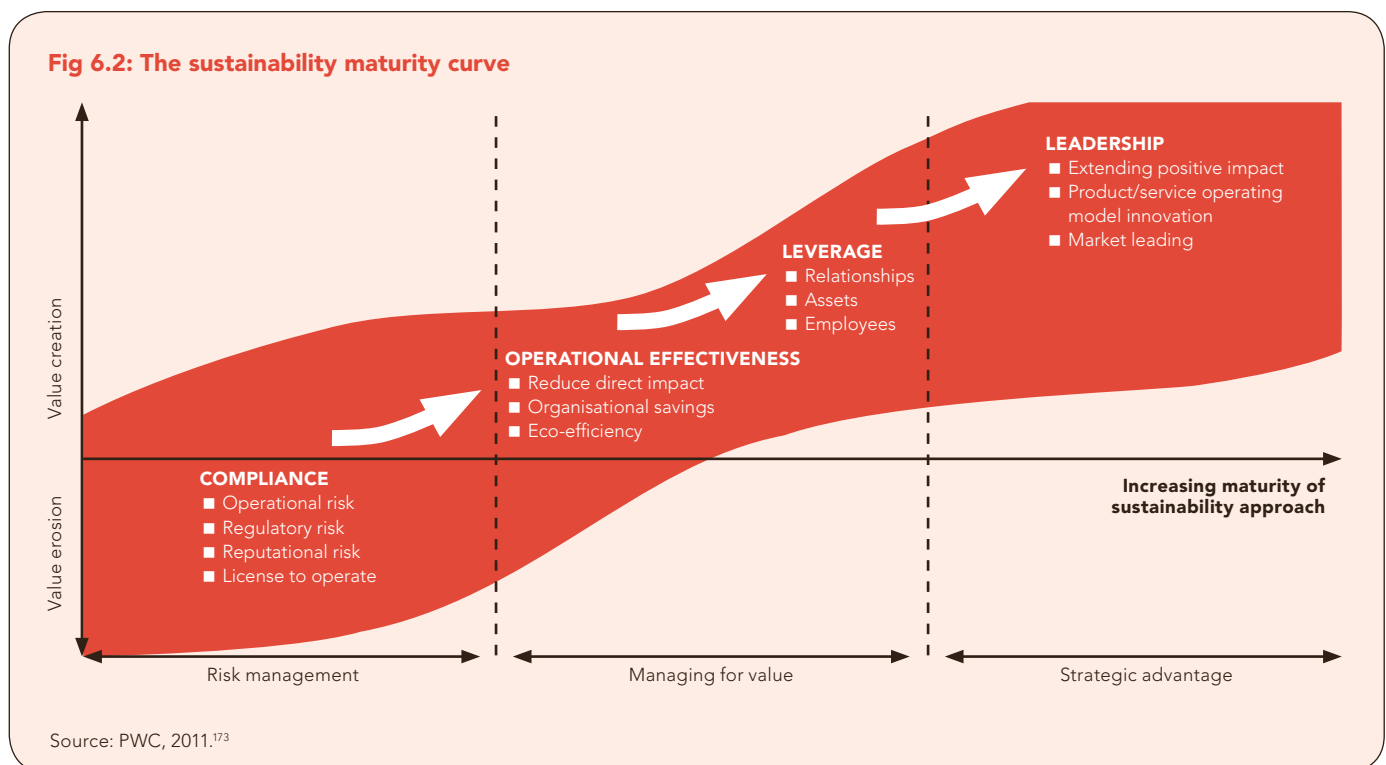 Fig 6.2: The sustainability maturity curve
Value creation
Value erosion
LEADERSHIP
■ Extending positive impact
■ Product/service operating
model innovation
■ Market leading
LEVERAGE
■ Relationships
■ Assets
■ Employees
OPERATIONAL EFFECTIVENESS
■ Reduce direct impact
■ Organisational savings
■ Eco-efficiency
COMPLIANCE
■ Operational risk
■ Regulatory risk
■ Reputational risk
■ License to operate
Increasing maturity of
sustainability approach
Risk management
Managing for value
Strategic advantage
Source: PWC, 2011.¹⁷³